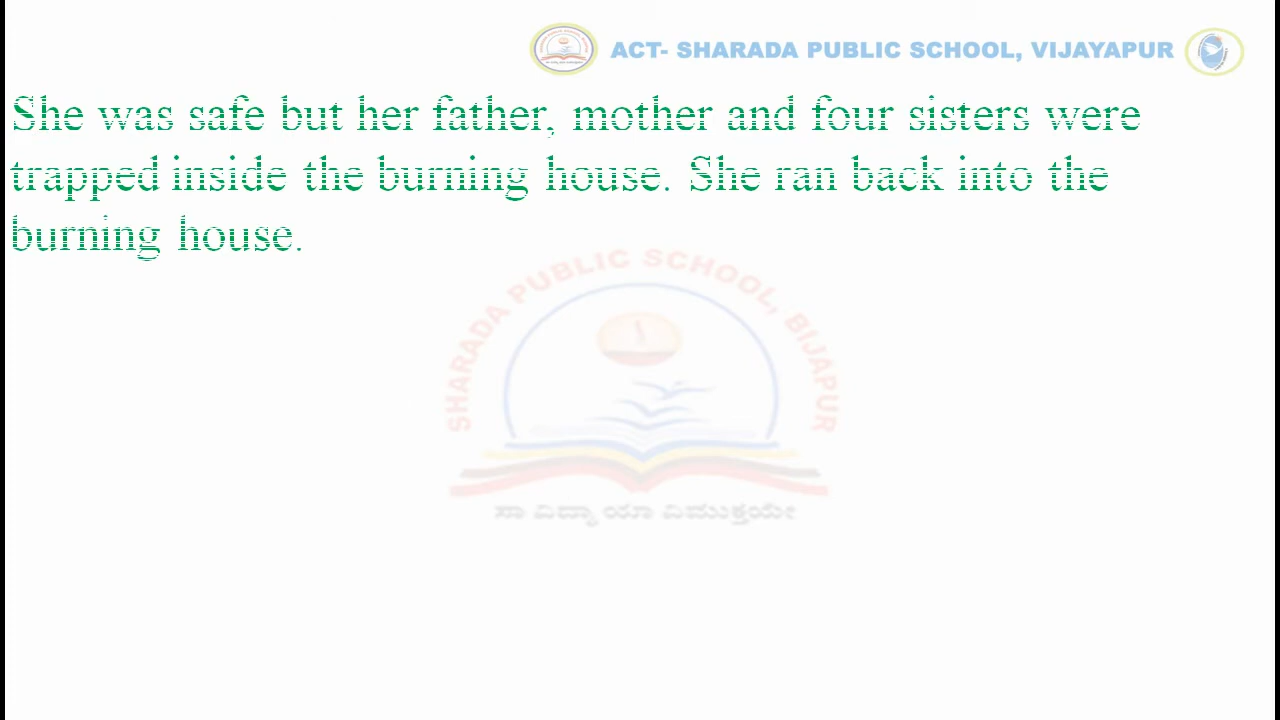 ACT- SHARADA PUBLIC SCHOOL, VIJAYAPUR
She was safe but her father, mother and four sisters were
trapped inside the burning house. She ran back into the
burning house.
SHARADA PUBLIC SCHOOL, BIJAPUR
ಸಾ ವಿದ್ಯಾ ಯಾ ವಿಮುಕ್ತಯೇ